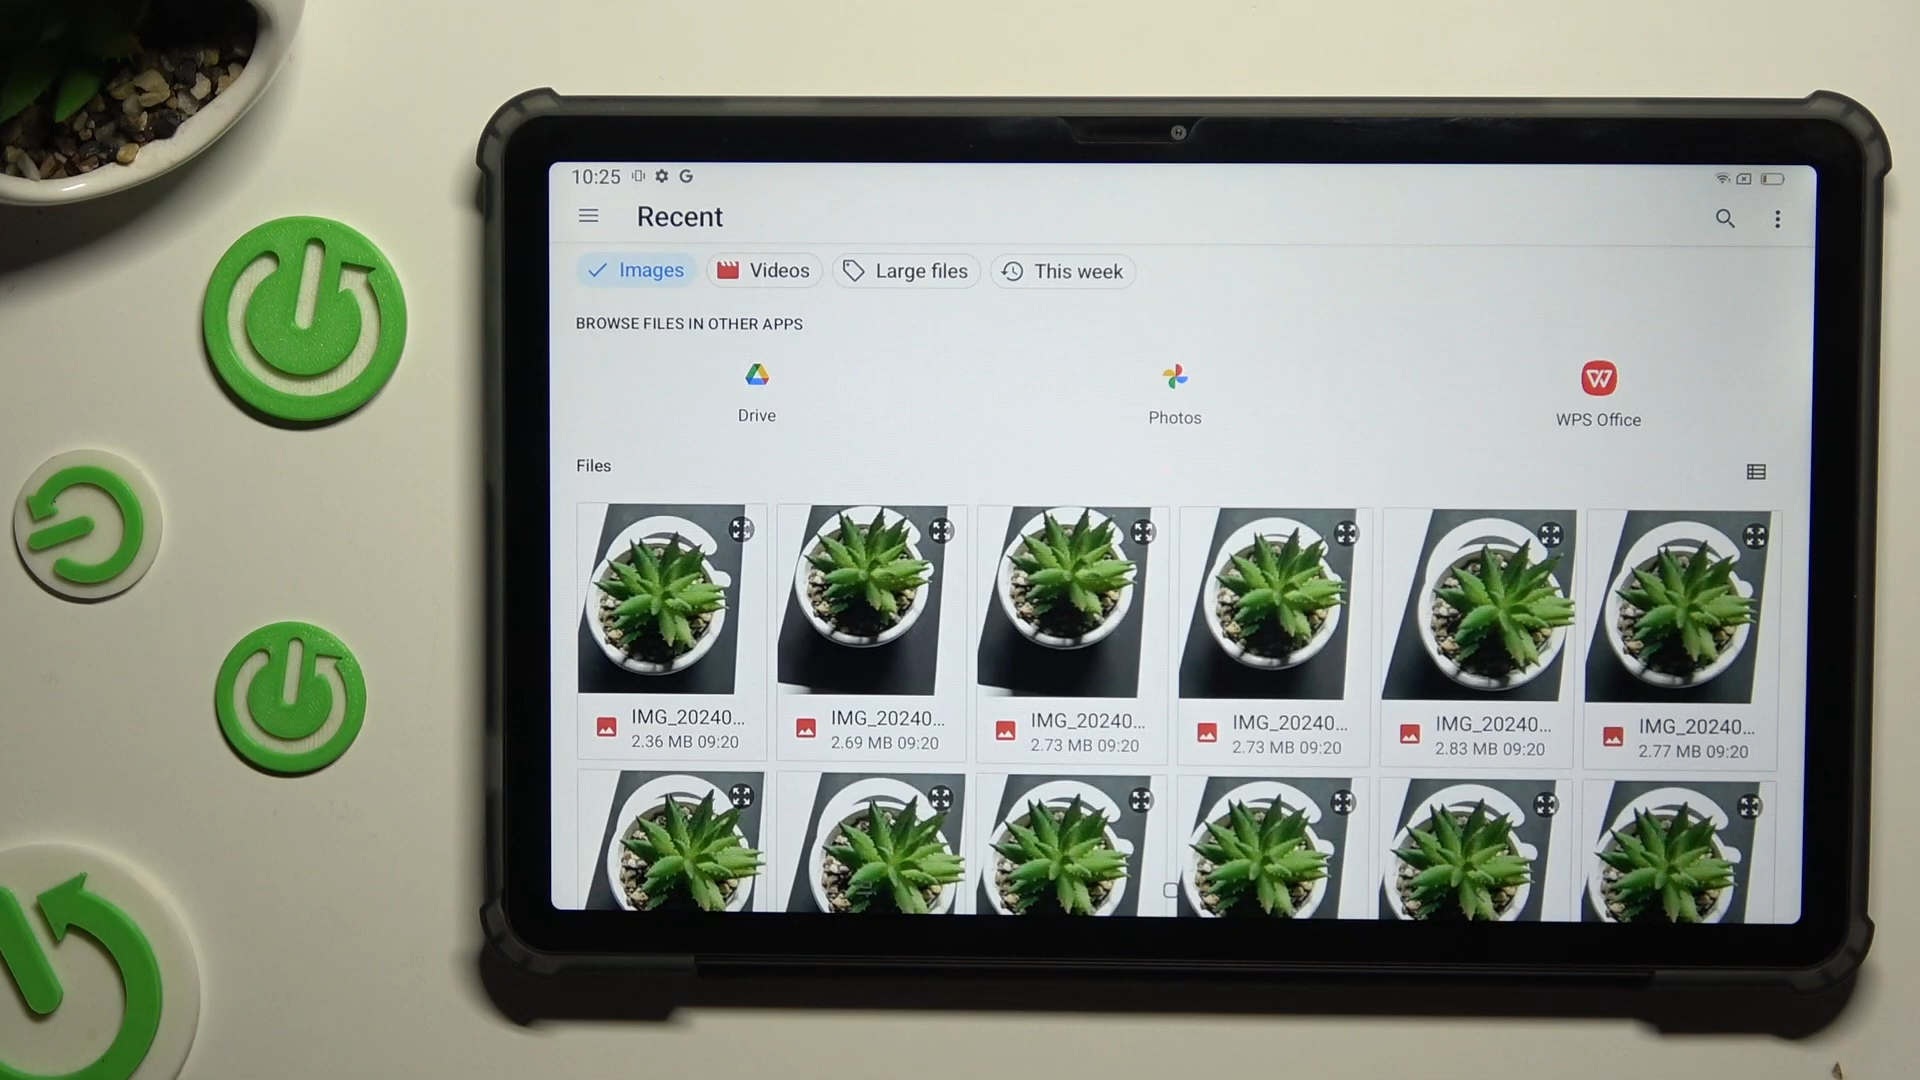 10:25
Recent
Images Videos Large files This week
BROWSE FILES IN OTHER APPS
Drive Photos WPS Office
Files
IMG_20240... IMG_20240... IMG_20240... IMG_20240... IMG_20240... IMG_20240...
2.36 MB 09:20 2.69 MB 09:20 2.73 MB 09:20 2.73 MB 09:20 2.83 MB 09:20 2.77 MB 09:20